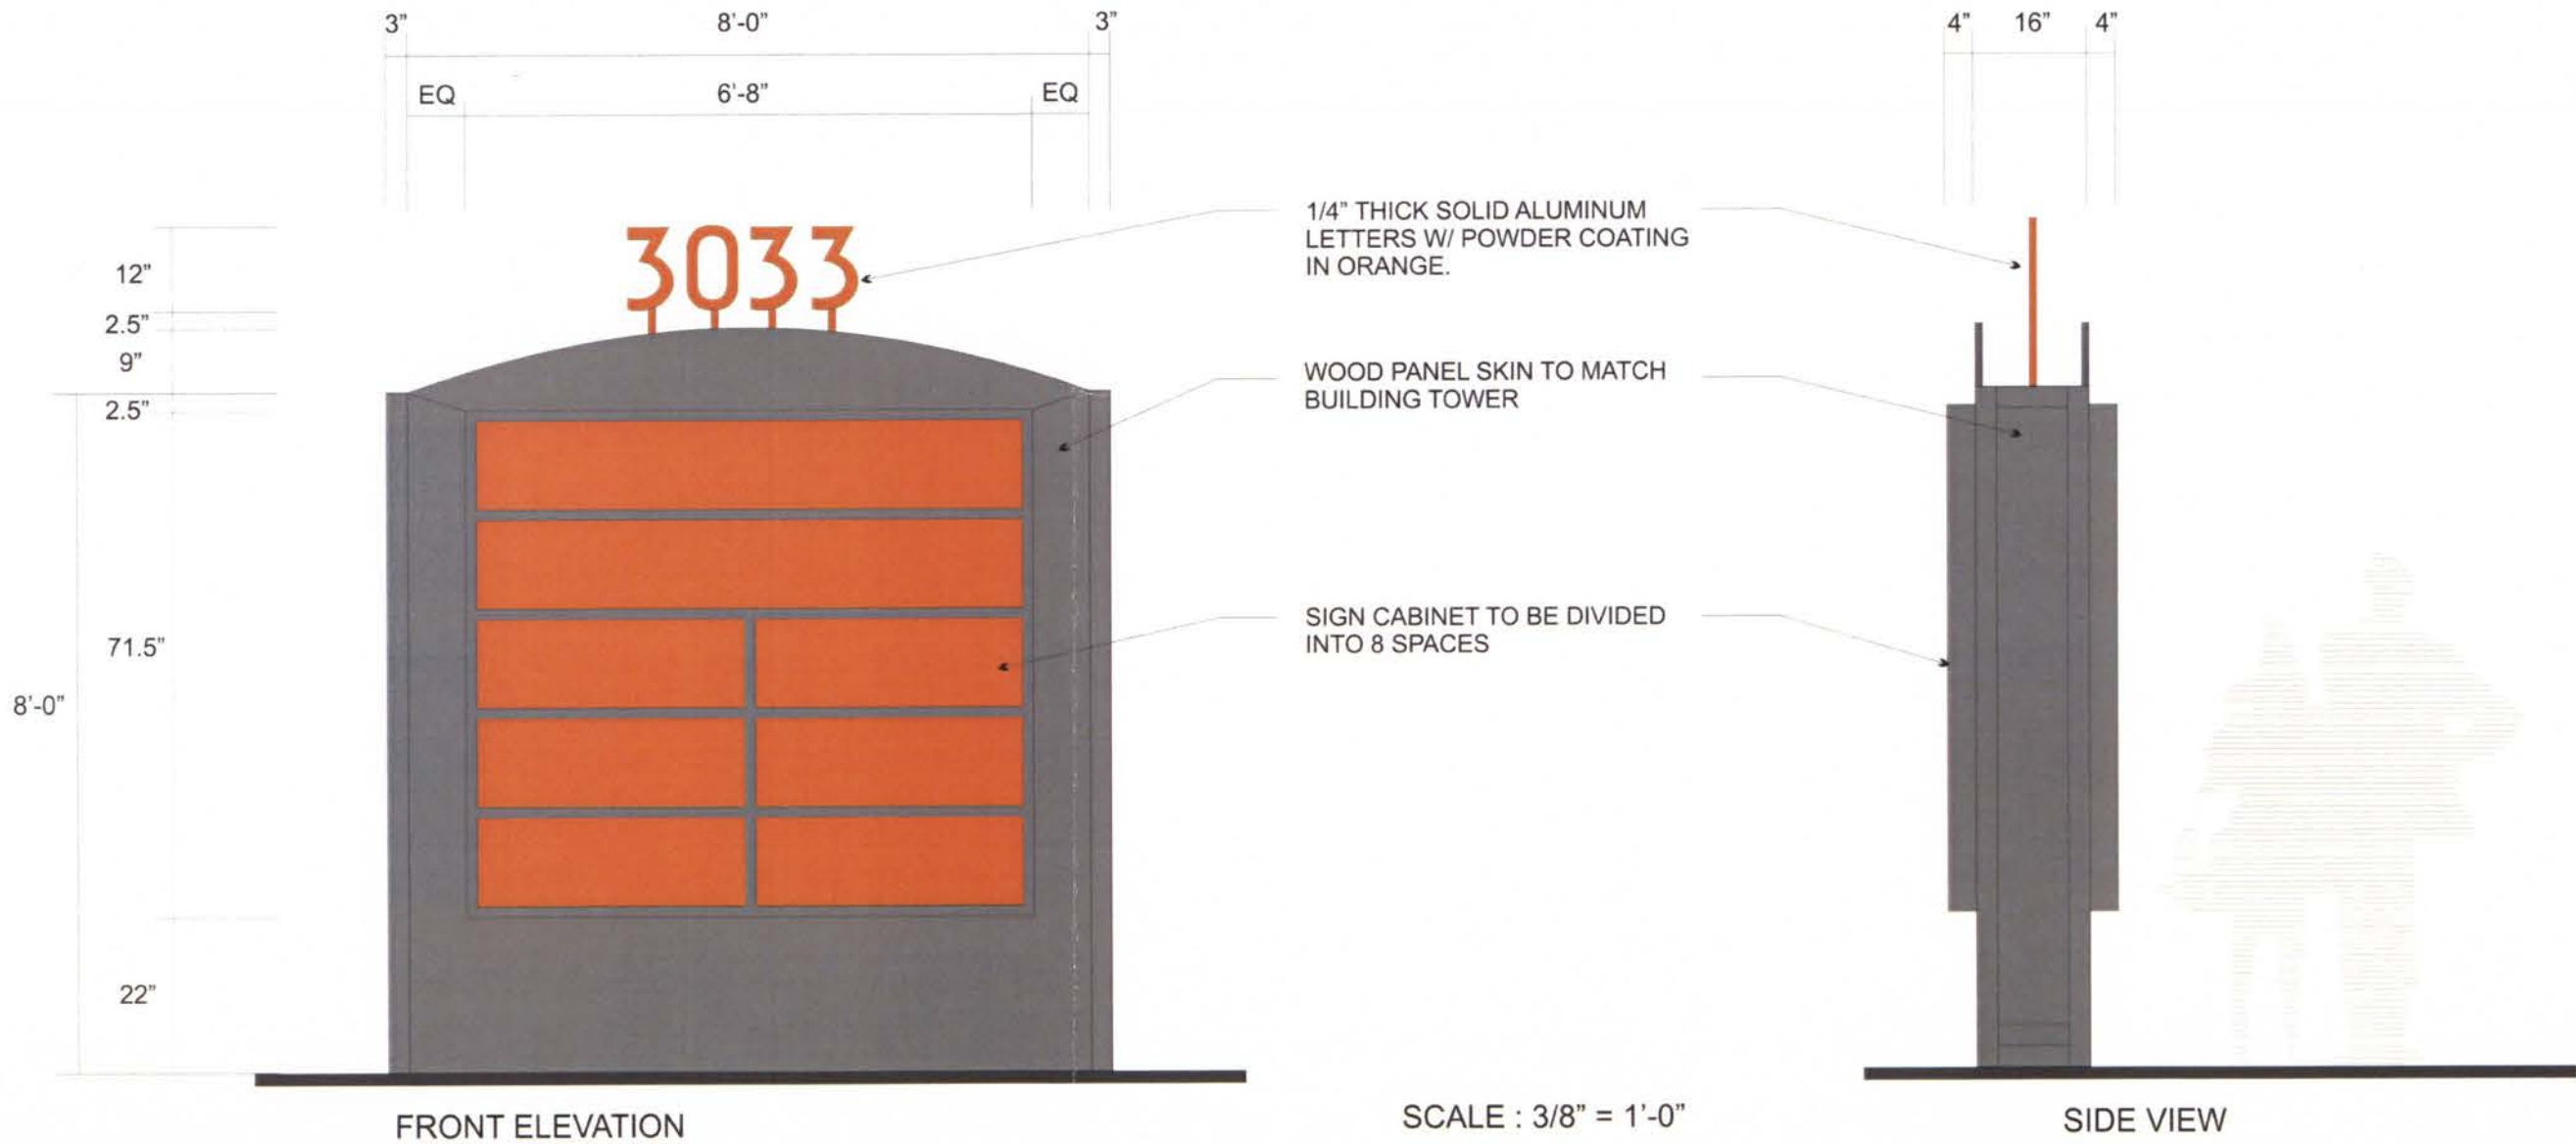 3” 8’-0” 3”
4” 16” 4”
EQ 6’-8” EQ
3033
1/4” THICK SOLID ALUMINUM
LETTERS W/ POWDER COATING
IN ORANGE.
12”
2.5”
9”
2.5”
71.5”
8’-0”
22”
WOOD PANEL SKIN TO MATCH
BUILDING TOWER
SIGN CABINET TO BE DIVIDED
INTO 8 SPACES
FRONT ELEVATION
SCALE : 3/8” = 1’-0”
SIDE VIEW